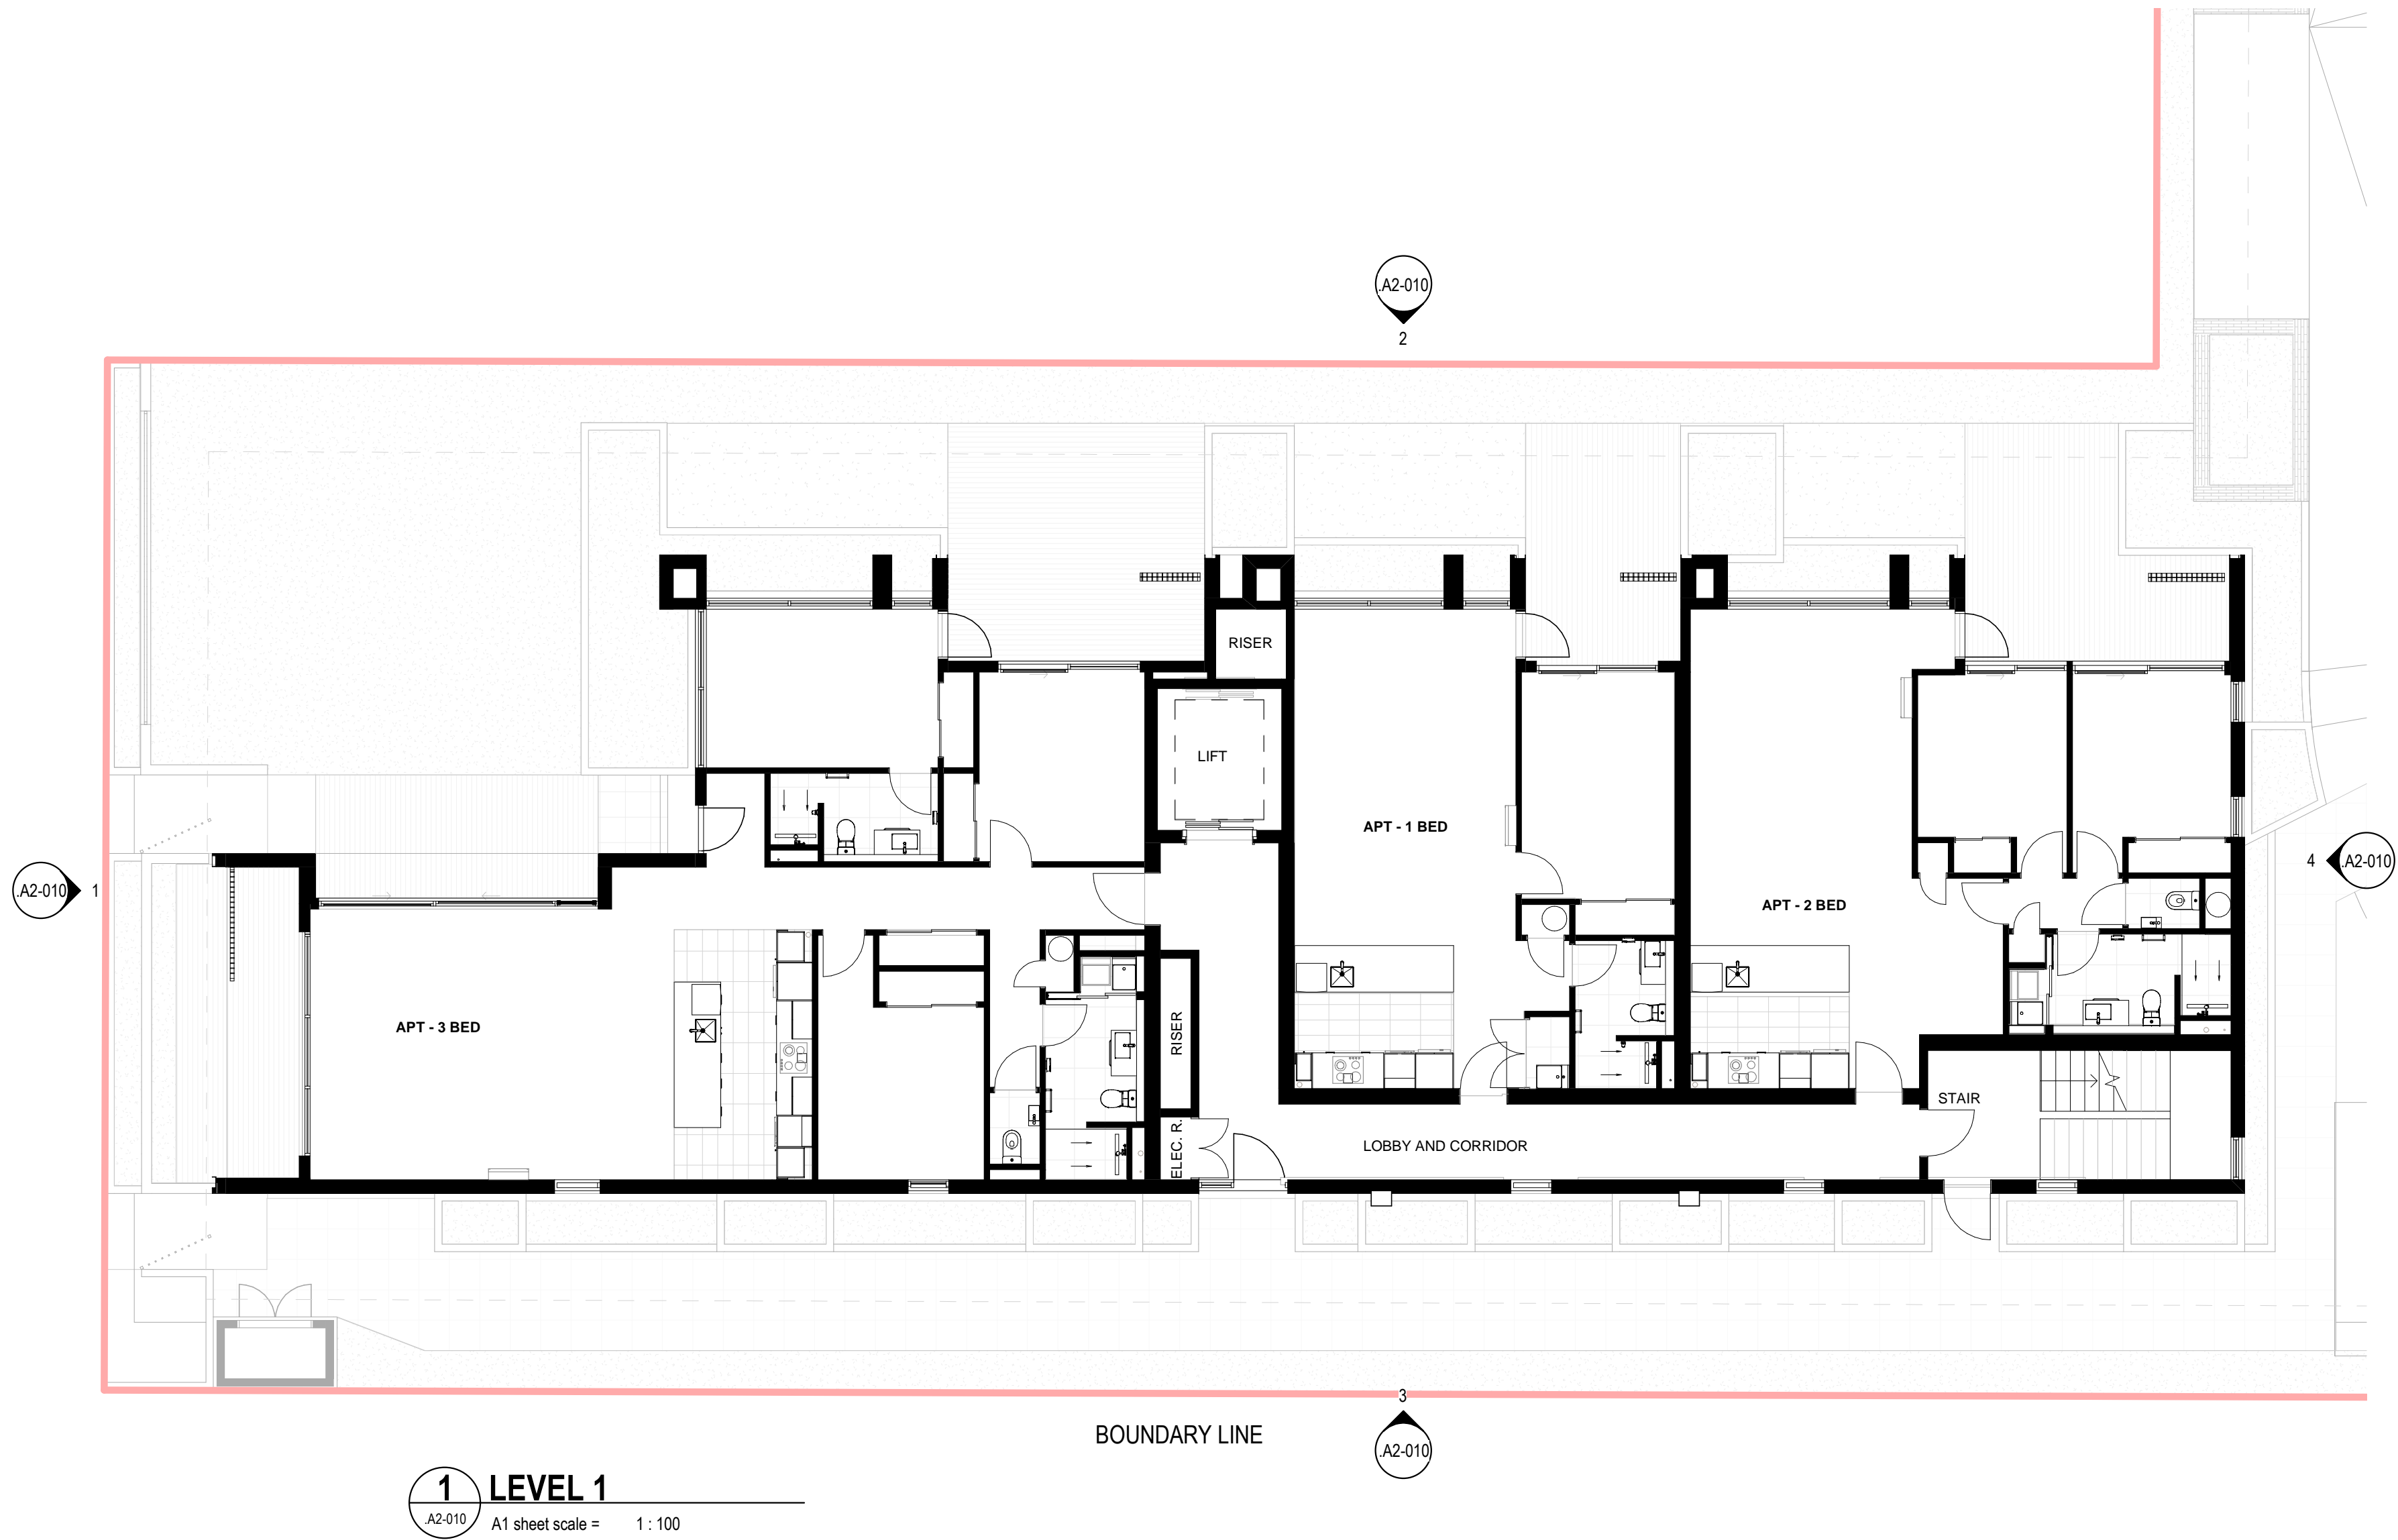 .A2-010
2
RISER
LIFT
APT - 1 BED
.A2-010
1
4
.A2-010
APT - 2 BED
APT - 3 BED
RISER
STAIR
ELEC. R.
LOBBY AND CORRIDOR
3
BOUNDARY LINE
.A2-010
1
LEVEL 1
.A2-010
A1 sheet scale = 1 : 100